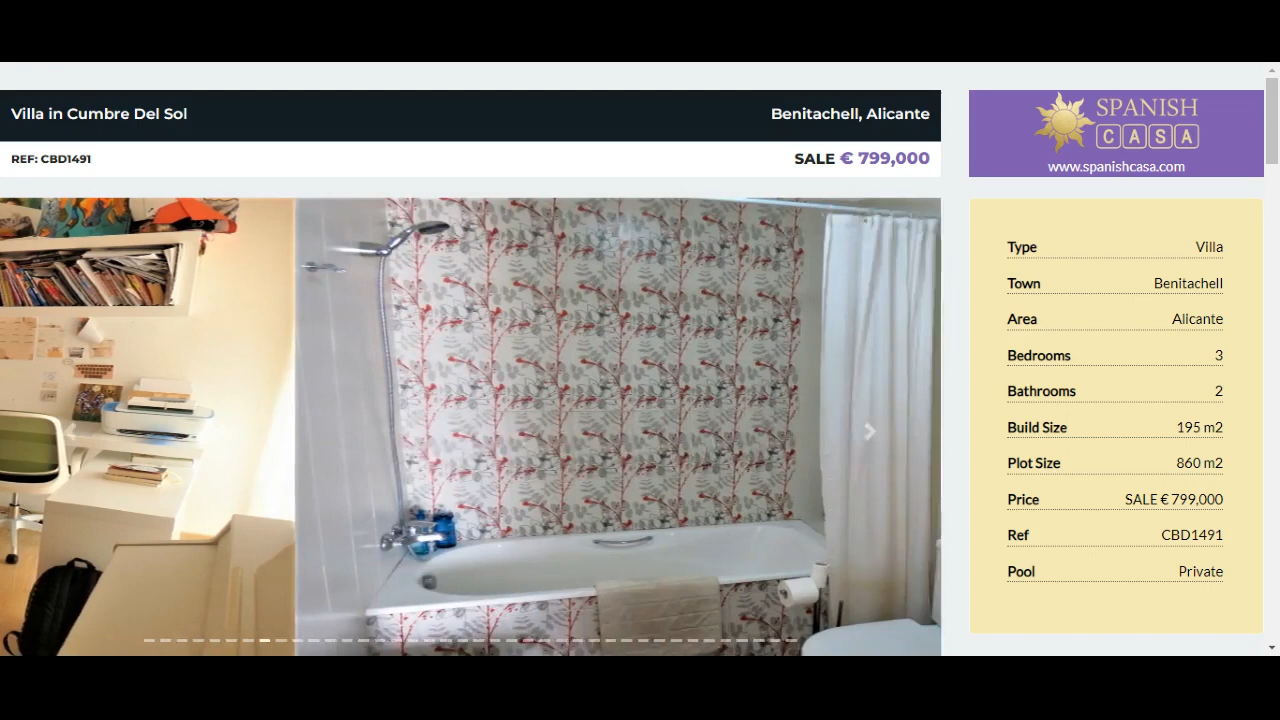 Villa in Cumbre Del Sol
Benitachell, Alicante
REF: CBD1491
SALE € 799,000
SPANISH
CASA
www.spanishcasa.com
Type Villa
Town Benitachell
Area Alicante
Bedrooms 3
Bathrooms 2
Build Size 195 m2
Plot Size 860 m2
Price SALE € 799,000
Ref CBD1491
Pool Private